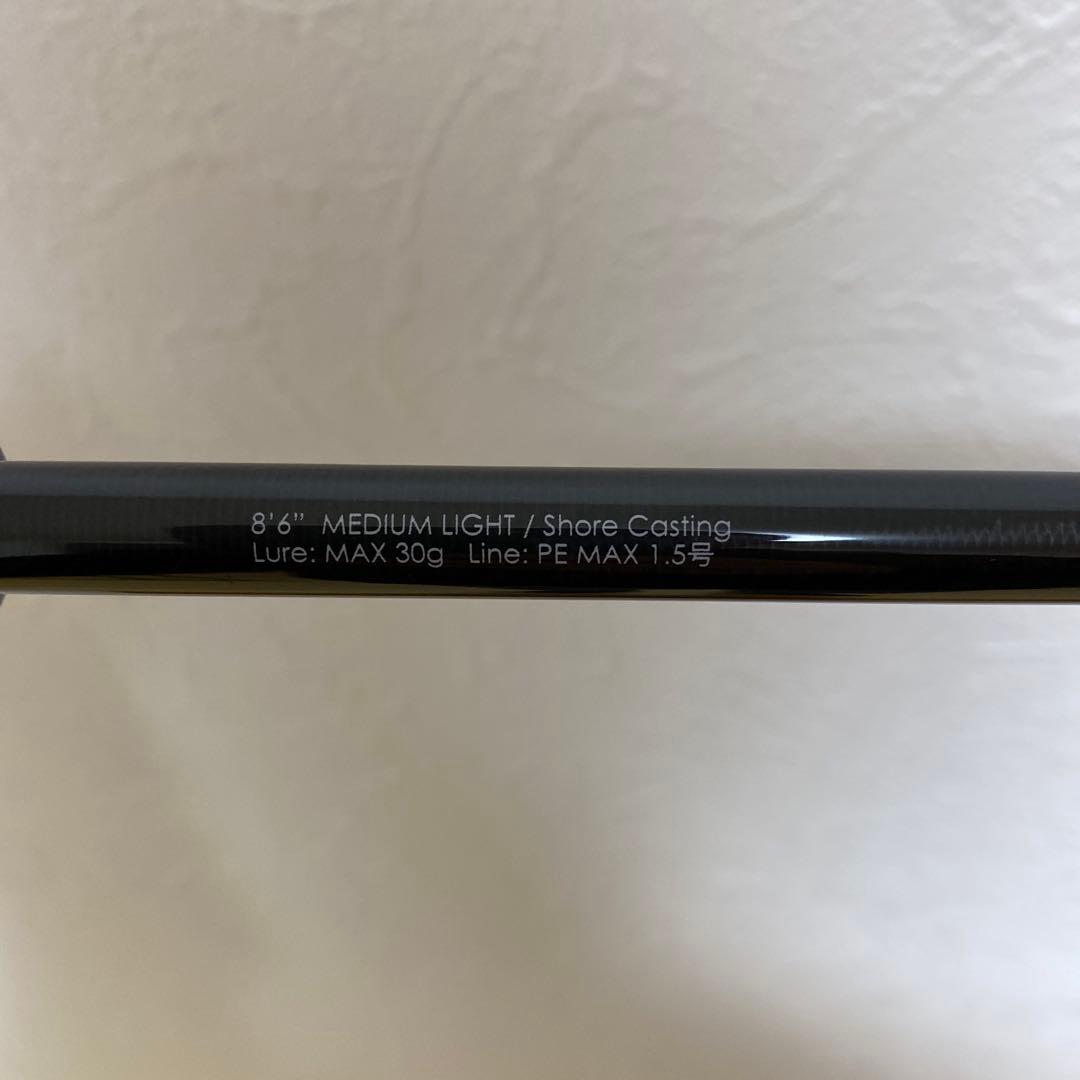 8’6” MEDIUM LIGHT / Shore Casting
Lure: MAX 30g Line: PE MAX 1.5号